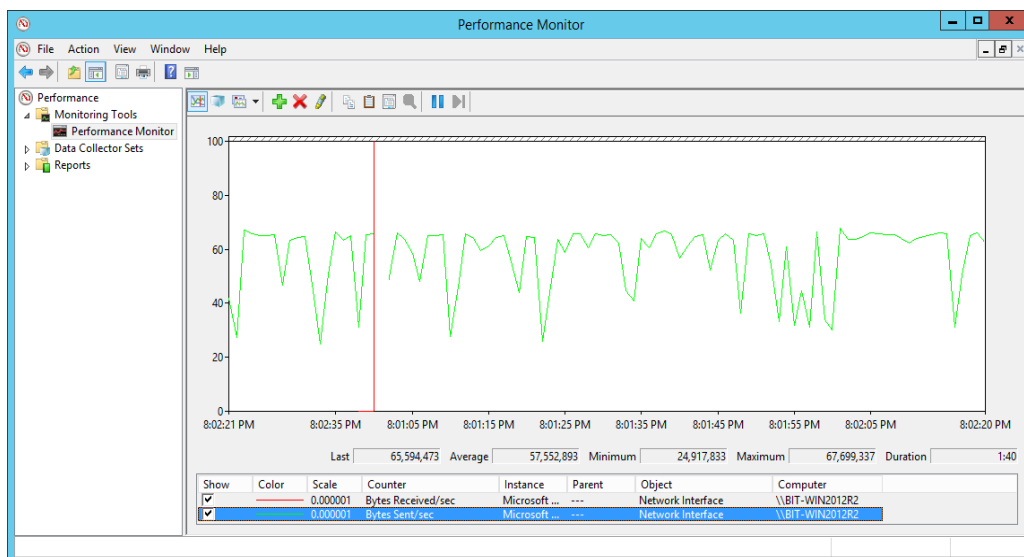 Performance Monitor
File Action View Window Help
Performance
Monitoring Tools
Performance Monitor
Data Collector Sets
Reports
100
80
60
40
20
0
8:02:21 PM 8:02:35 PM 8:01:05 PM 8:01:15 PM 8:01:25 PM 8:01:35 PM 8:01:45 PM 8:01:55 PM 8:02:05 PM 8:02:20 PM
Last 65,594,473 Average 57,552,893 Minimum 24,917,833 Maximum 67,699,337 Duration 1:40
Show Color Scale Counter Instance Parent Object Computer
0.000001 Bytes Received/sec Microsoft ... --- Network Interface \\BIT-WIN2012R2
0.000001 Bytes Sent/sec Microsoft ... --- Network Interface \\BIT-WIN2012R2